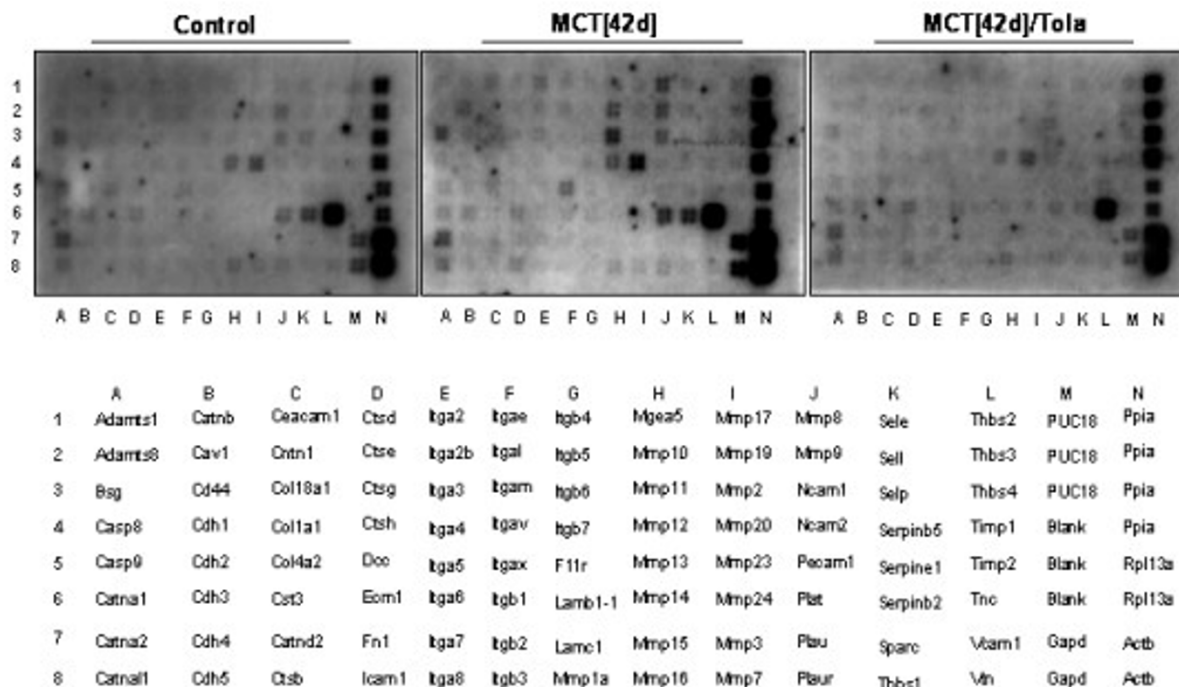 Control MCT[42d] MCT[42d]/Tola
1
2
3
4
5
6
7
8
A B C D E F G H I J K L M N A B C D E F G H I J K L M N A B C D E F G H I J K L M N
A B C D E F G H I J K L M N
1 Adamts1 Catnb Ceacam1 Ctsd Itga2 Itgae Itgb4 Mgea5 Mmp17 Mmp8 Sele Thbs2 PUC18 Ppia
2 Adamts8 Cav1 Cntn1 Ctse Itga2b Itgal Itgb5 Mmp10 Mmp19 Mmp9 Sell Thbs3 PUC18 Ppia
3 Bsg Cd44 Col18a1 Ctsg Itga3 Itgam Itgb6 Mmp11 Mmp2 Ncam1 Selp Thbs4 PUC18 Ppia
4 Casp8 Cdh1 Col1a1 Ctsh Itga4 Itgav Itgb7 Mmp12 Mmp20 Ncam2 Serpinb5 Timp1 Blank Ppia
5 Casp9 Cdh2 Col4a2 Dcc Itga5 Itgax F11r Mmp13 Mmp23 Pecam1 Serpine1 Timp2 Blank Rpl13a
6 Catna1 Cdh3 Cst3 Ecm1 Itga6 Itgb1 Lamb1-1 Mmp14 Mmp24 Plat Serpinb2 Tnc Blank Rpl13a
7 Catna2 Cdh4 Catnd2 Fn1 Itga7 Itgb2 Lamc1 Mmp15 Mmp3 Plau Sparc Vcam1 Gapd Actb
8 Catnal1 Cdh5 Ctsb Icam1 Itga8 Itgb3 Mmp1a Mmp16 Mmp7 Plaur Thbs1 Vtn Gapd Actb